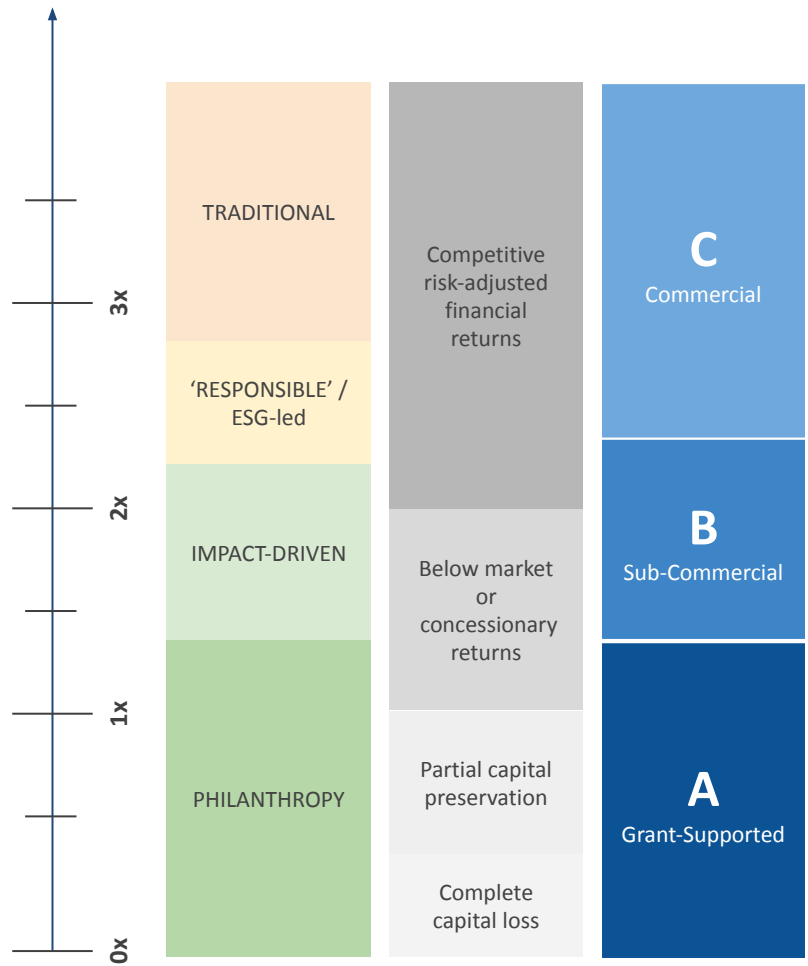 3x
2x
1x
0x
TRADITIONAL
‘RESPONSIBLE’ /
ESG-led
IMPACT-DRIVEN
PHILANTHROPY
Competitive
risk-adjusted
financial
returns
Below market
or
concessionary
returns
Partial capital
preservation
Complete
capital loss
C
Commercial
B
Sub-Commercial
A
Grant-Supported